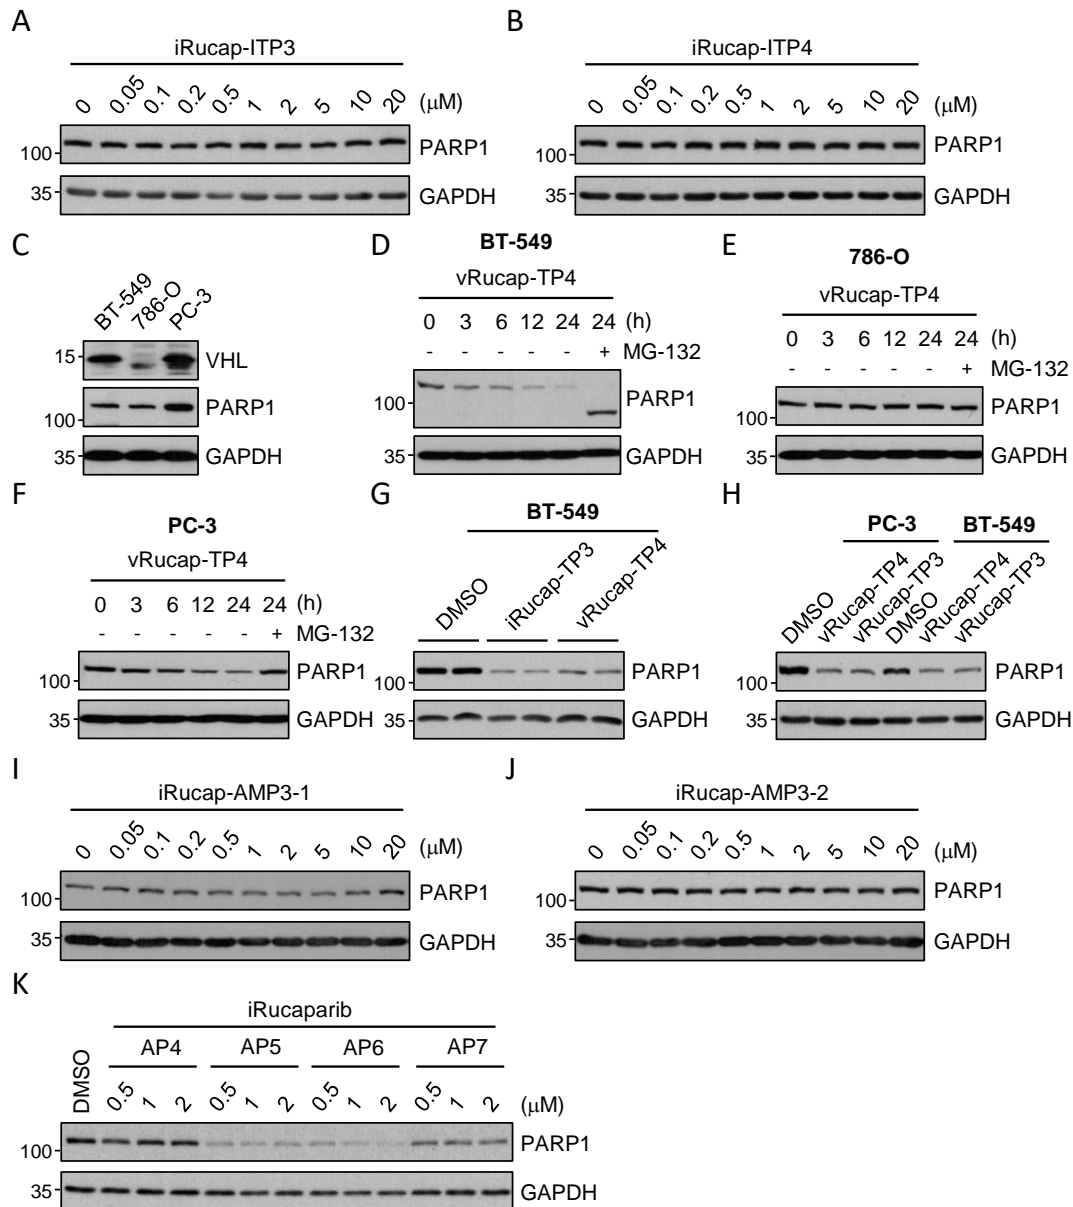 A
iRucap-ITP3
0 0.05 0.1 0.2 0.5 1 2 5 10 20 (μM)
100 PARP1
35 GAPDH
B
iRucap-ITP4
0 0.05 0.1 0.2 0.5 1 2 5 10 20 (μM)
100 PARP1
35 GAPDH
C
BT-549 786-O PC-3
15 VHL
100 PARP1
35 GAPDH
D
BT-549
vRucap-TP4
0 3 6 12 24 24 (h)
- - - - - + MG-132
100 PARP1
35 GAPDH
E
786-O
vRucap-TP4
0 3 6 12 24 24 (h)
- - - - - + MG-132
100 PARP1
35 GAPDH
F
PC-3
vRucap-TP4
0 3 6 12 24 24 (h)
- - - - - + MG-132
100 PARP1
35 GAPDH
G
BT-549
DMSO iRucap-TP3 vRucap-TP4
100 PARP1
35 GAPDH
H
PC-3 BT-549
DMSO vRucap-TP4 vRucap-TP3 DMSO vRucap-TP4 vRucap-TP3
100 PARP1
35 GAPDH
I
iRucap-AMP3-1
0 0.05 0.1 0.2 0.5 1 2 5 10 20 (μM)
100 PARP1
35 GAPDH
J
iRucap-AMP3-2
0 0.05 0.1 0.2 0.5 1 2 5 10 20 (μM)
100 PARP1
35 GAPDH
K
iRucaparib
AP4 AP5 AP6 AP7
DMSO 0.5 1 2 0.5 1 2 0.5 1 2 0.5 1 2 (μM)
100 PARP1
35 GAPDH